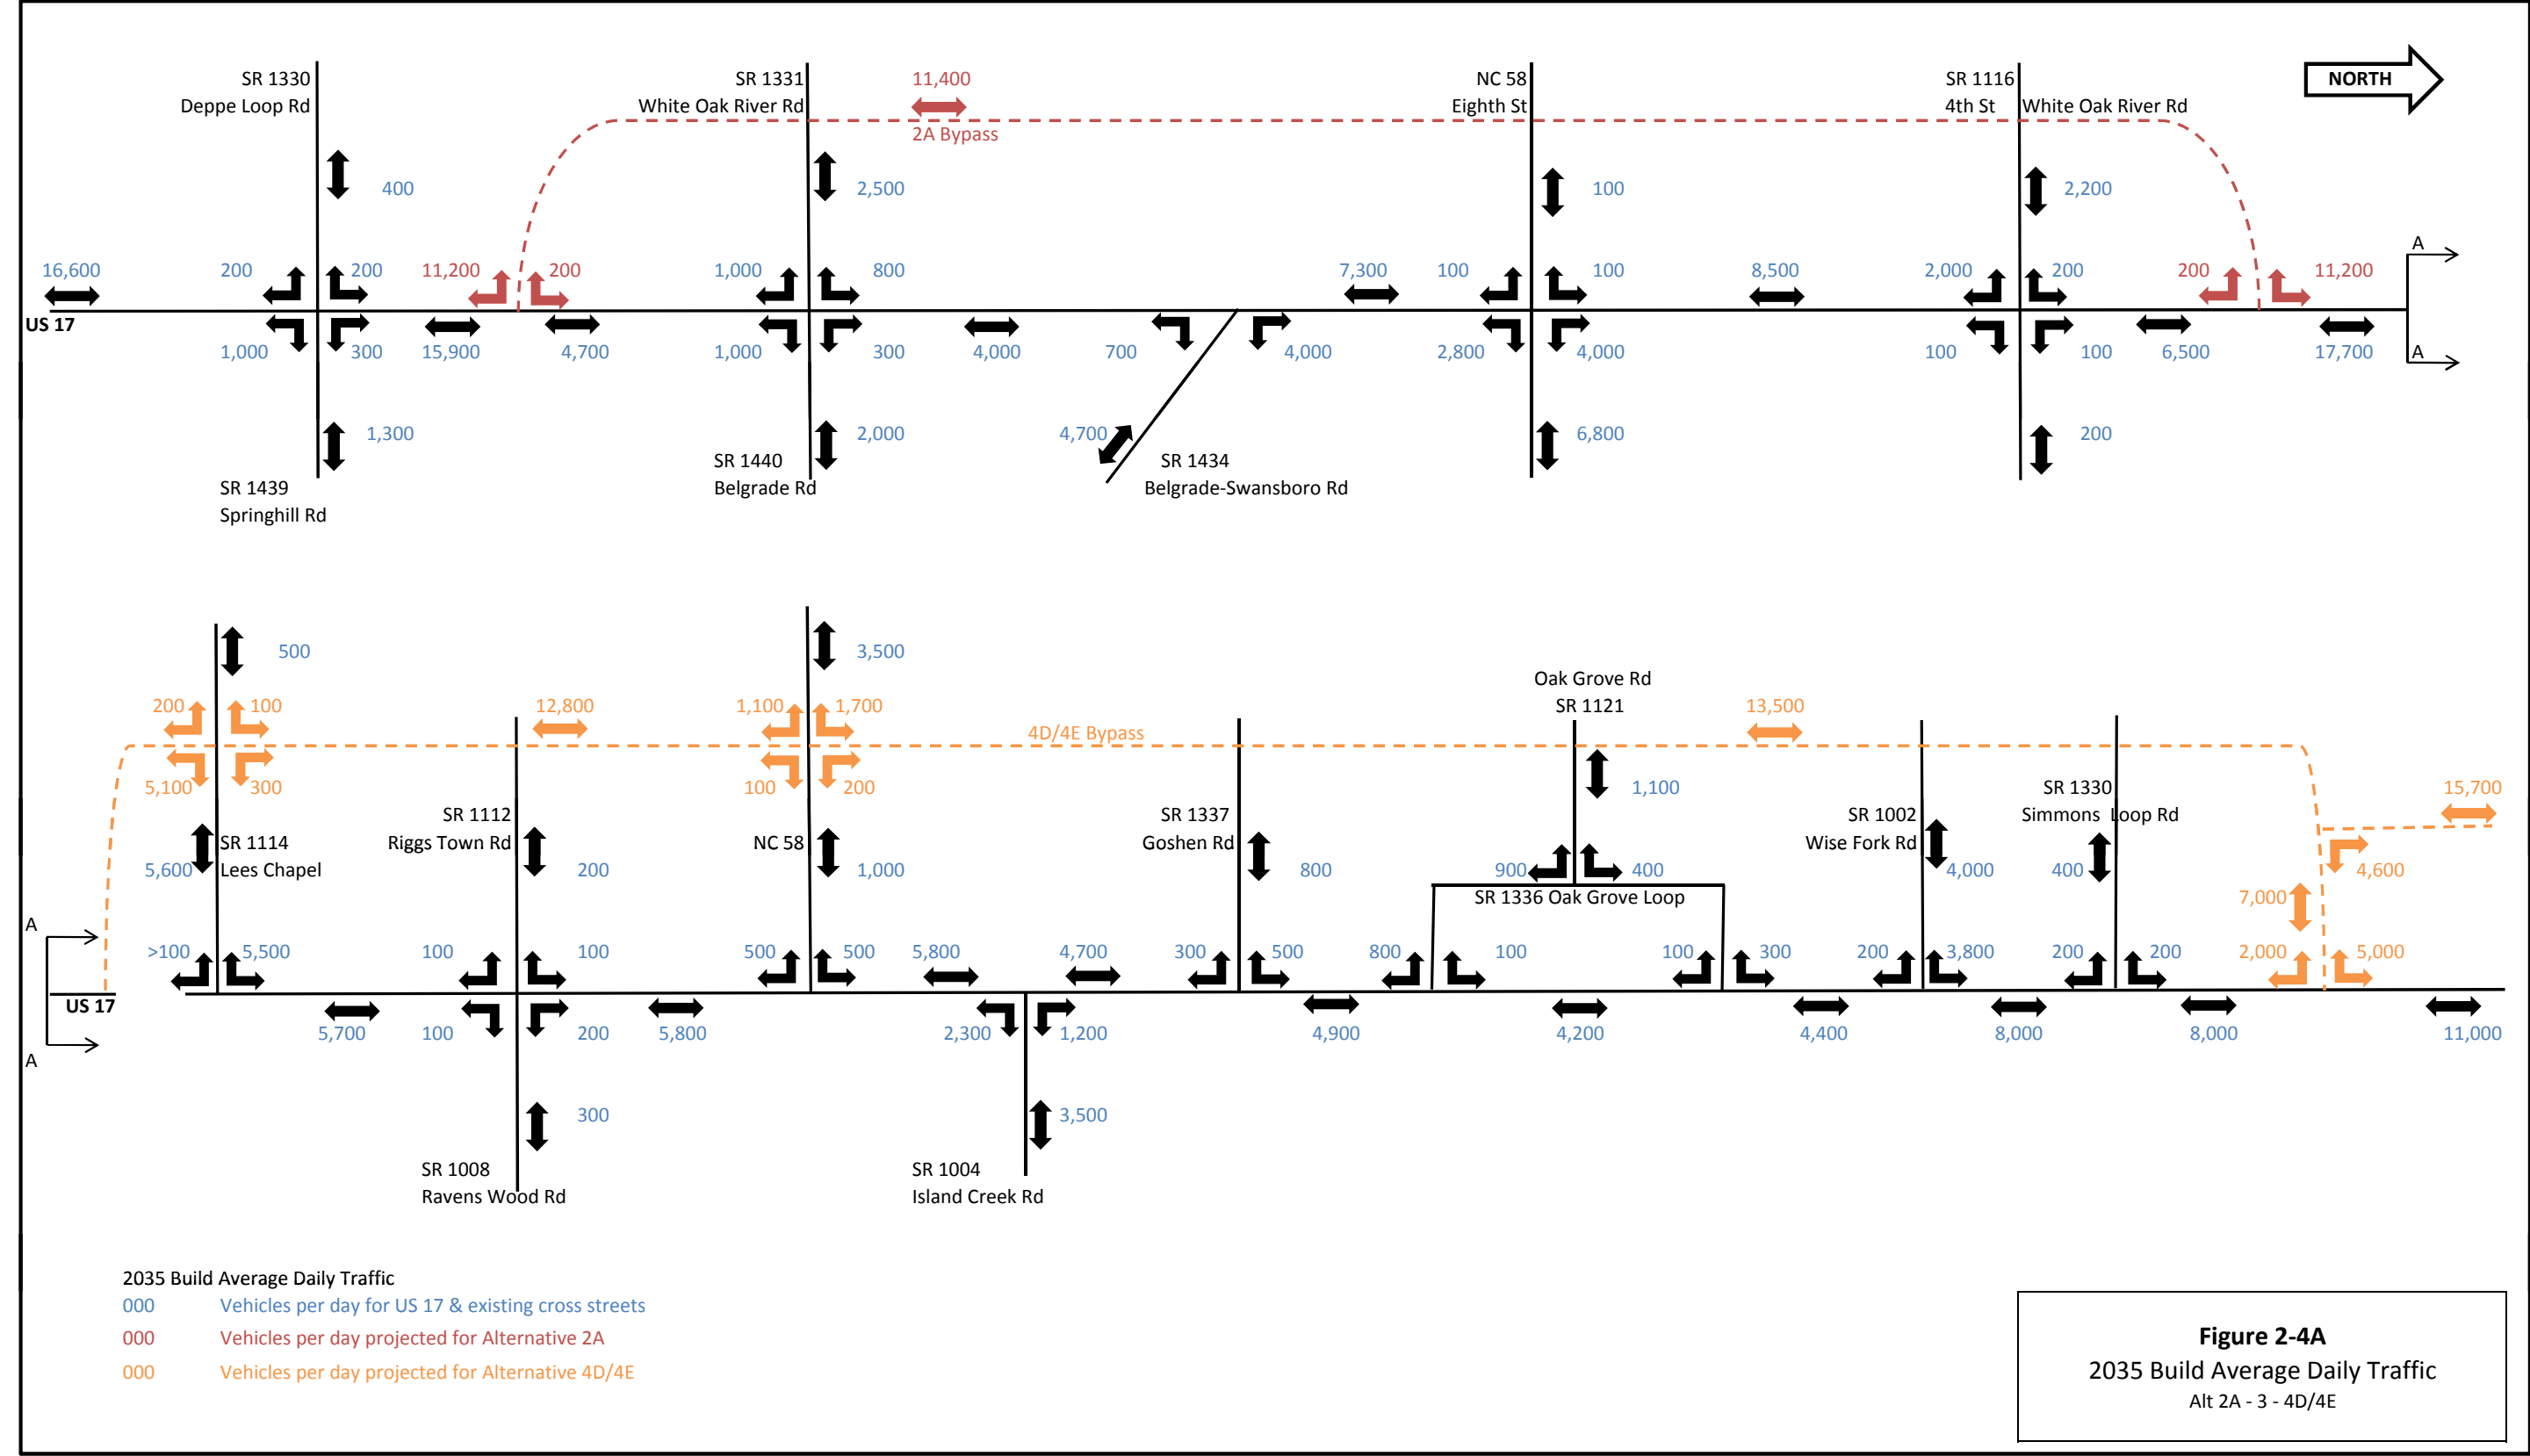 SR 1330
Deppe Loop Rd
SR 1331
White Oak River Rd
11,400
2A Bypass
NC 58
Eighth St
SR 1116
4th St
White Oak River Rd
NORTH
400
2,500
100
2,200
A
16,600
200
200
11,200
200
1,000
800
7,300
100
100
8,500
2,000
200
200
11,200
US 17
1,000
300
15,900
4,700
1,000
300
4,000
700
4,000
2,800
4,000
100
100
6,500
17,700
A
1,300
2,000
4,700
6,800
200
SR 1439
Springhill Rd
SR 1440
Belgrade Rd
SR 1434
Belgrade-Swansboro Rd
500
3,500
Oak Grove Rd
SR 1121
200
100
12,800
1,100
1,700
13,500
4D/4E Bypass
5,100
300
100
200
1,100
15,700
SR 1114
Lees Chapel
5,600
SR 1112
Riggs Town Rd
200
NC 58
1,000
SR 1337
Goshen Rd
800
900
400
SR 1336 Oak Grove Loop
SR 1002
Wise Fork Rd
4,000
SR 1330
Simmons Loop Rd
400
4,600
7,000
A
>100
5,500
100
100
500
500
5,800
4,700
300
500
800
100
100
300
200
3,800
200
200
2,000
5,000
US 17
5,700
100
200
5,800
2,300
1,200
4,900
4,200
4,400
8,000
8,000
11,000
A
300
3,500
SR 1008
Ravens Wood Rd
SR 1004
Island Creek Rd
2035 Build Average Daily Traffic
000 Vehicles per day for US 17 & existing cross streets
000 Vehicles per day projected for Alternative 2A
000 Vehicles per day projected for Alternative 4D/4E
Figure 2-4A
2035 Build Average Daily Traffic
Alt 2A - 3 - 4D/4E